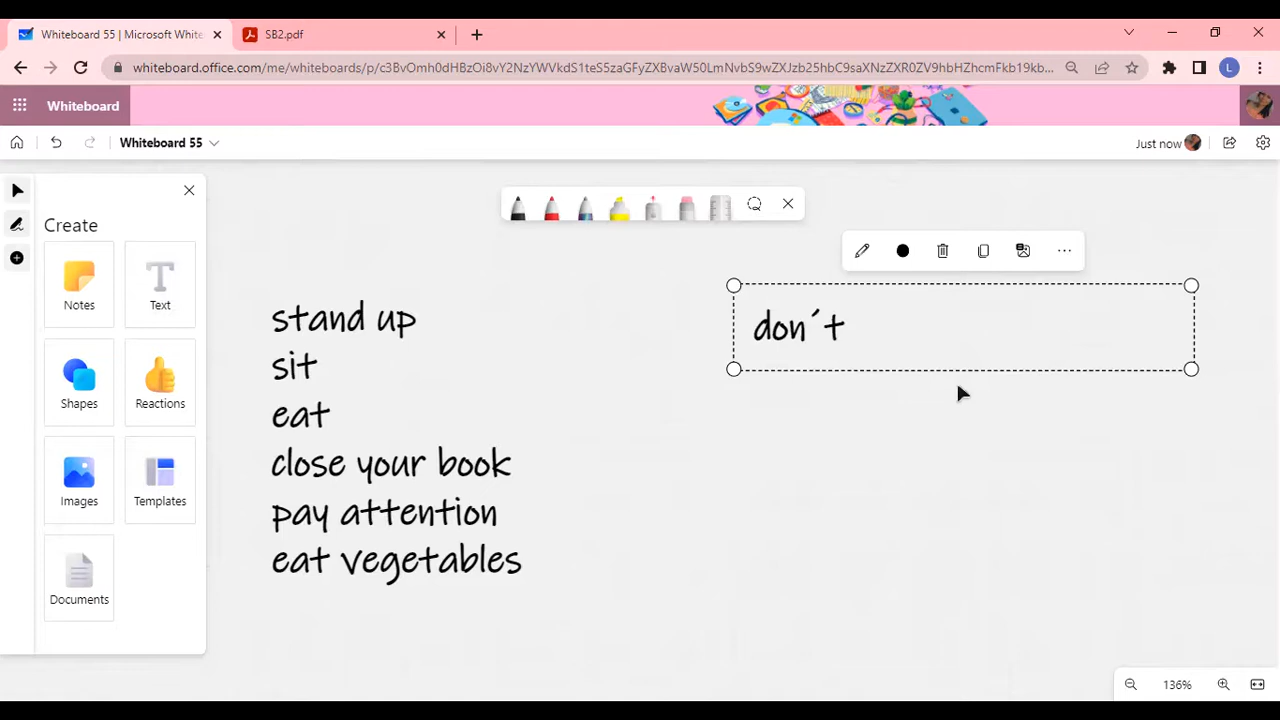 Whiteboard 55 | Microsoft White
SB2.pdf
whiteboard.office.com/me/whiteboards/p/c3BvOmh0dHBzOi8vY2NzYWVkdS1teS5zaGFyZXBvaW50LmNvbS9wZXJzb25hbC9saXNzZXR0ZV9hbHZhcmFkb19kb...
L
Whiteboard
Whiteboard 55
Just now
Create
Notes
Text
Shapes
Reactions
Images
Templates
Documents
stand up
sit
eat
close your book
pay attention
eat vegetables
don´t
136%